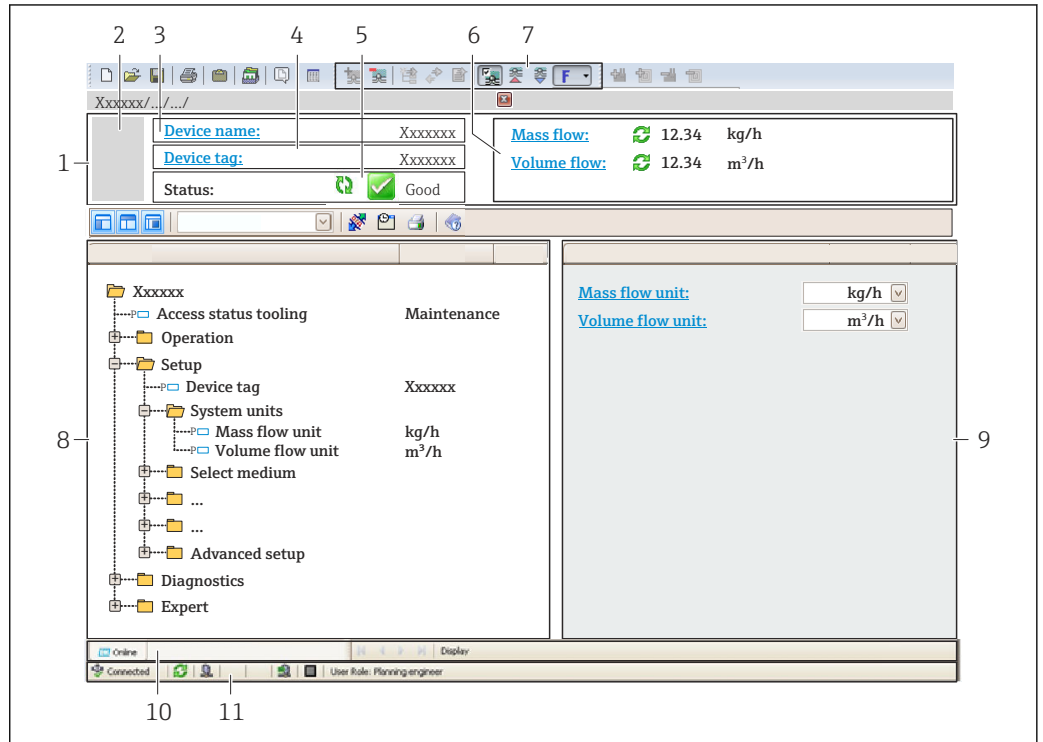 2 3 4 5 6 7
F
Xxxxxx/.../.../
1
Device name: Xxxxxxx
Device tag: Xxxxxxx
Status: Good
Mass flow: 12.34 kg/h
Volume flow: 12.34 m³/h
Xxxxxx
P Access status tooling Maintenance
Operation
Setup
P Device tag Xxxxxx
System units
P Mass flow unit kg/h
P Volume flow unit m³/h
Select medium
...
...
Advanced setup
Diagnostics
Expert
8
Mass flow unit: kg/h
Volume flow unit: m³/h
9
Online Display
Connected User Role: Planning engineer
10 11